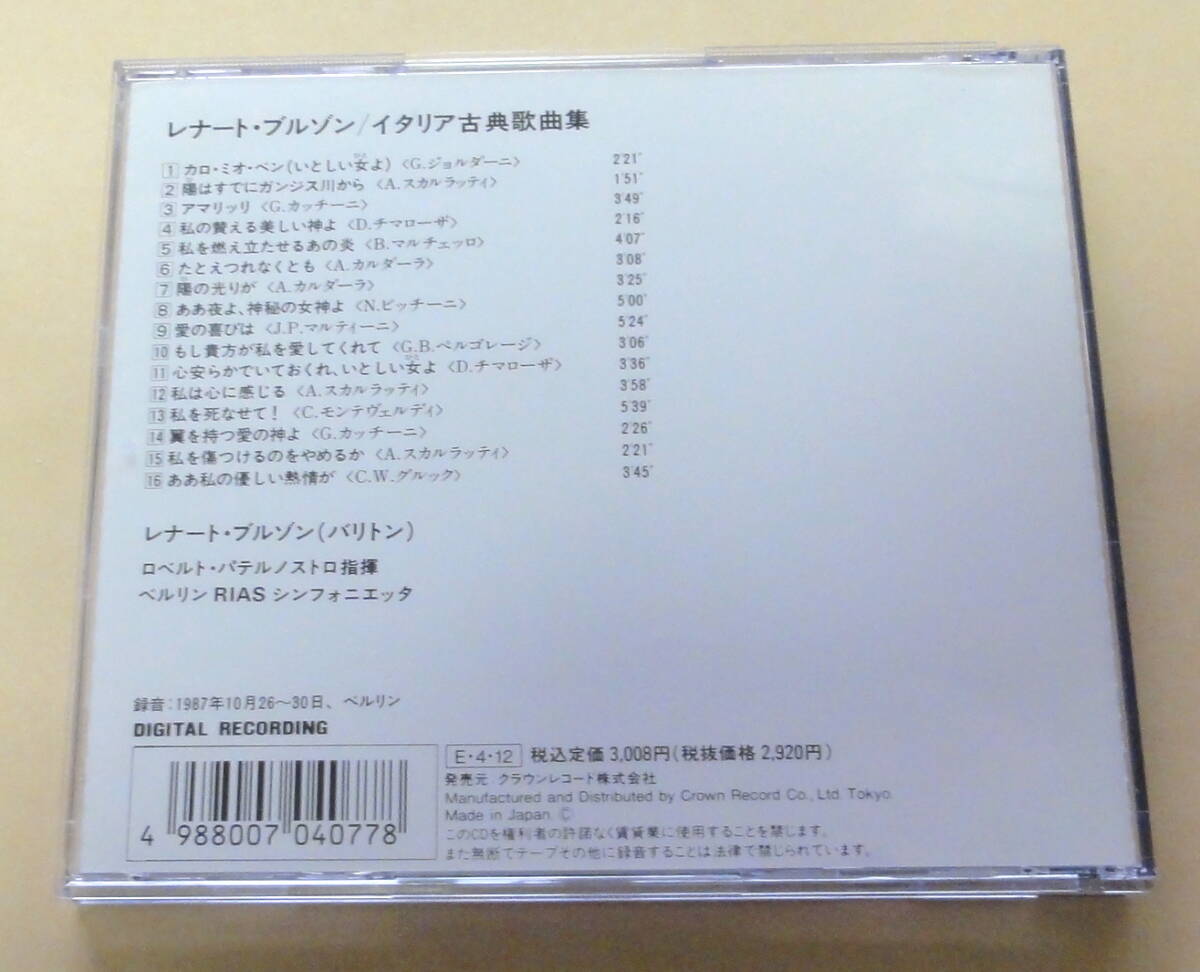 レナート・ブルゾン/イタリア古典歌曲集
1 カロ・ミオ・ベン(いとしい女よ)〈G.ジョルダーニ〉 2'21"
2 陽はすでにガンジス川から〈A.スカルラッティ〉 1'51"
3 アマリッリ〈G.カッチーニ〉 3'49"
4 私の賛える美しい神よ〈D.チマローザ〉 2'16"
5 私を燃え立たせるあの炎〈B.マルチェッロ〉 4'07"
6 たとえつれなくとも〈A.カルダーラ〉 3'08"
7 陽の光りが〈A.カルダーラ〉 3'25"
8 ああ夜よ、神秘の女神よ〈N.ピッチーニ〉 5'00"
9 愛の喜びは〈J.P.マルティーニ〉 5'24"
10 もし貴方が私を愛してくれて〈G.B.ペルゴレージ〉 3'06"
11 心安らかでいておくれ、いとしい女よ〈D.チマローザ〉 3'36"
12 私は心に感じる〈A.スカルラッティ〉 3'58"
13 私を死なせて!〈C.モンテヴェルディ〉 5'39"
14 翼を持つ愛の神よ〈G.カッチーニ〉 2'26"
15 私を傷つけるのをやめるか〈A.スカルラッティ〉 2'21"
16 ああ私の優しい熱情が〈C.W.グルック〉 3'45"
レナート・ブルゾン(バリトン)
ロベルト・パテルノストロ指揮
ベルリン RIAS シンフォニエッタ
録音:1987年10月26〜30日、ベルリン
DIGITAL RECORDING
E・4・12 税込定価 3,008円(税抜価格 2,920円)
発売元 クラウンレコード株式会社
Manufactured and Distributed by Crown Record Co., Ltd. Tokyo.
Made in Japan. Ⓒ
このCDを権利者の許諾なく賃貸業に使用することを禁じます。
また無断でテープその他に録音することは法律で禁じられています。
4 988007 040778